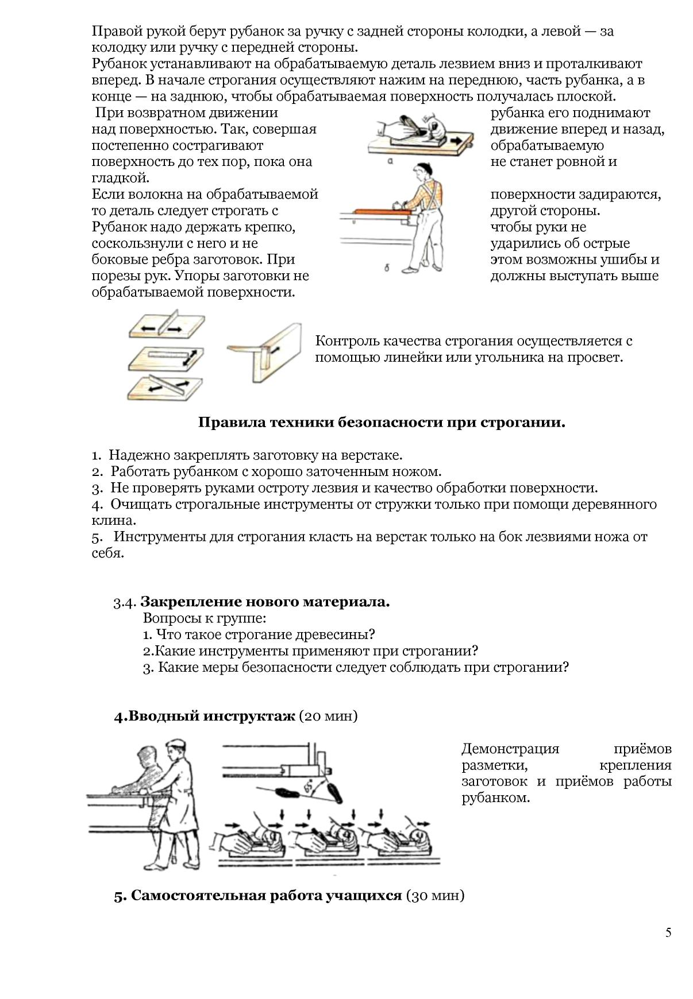 Правой рукой берут рубанок за ручку с задней стороны колодки, а левой — за
колодку или ручку с передней стороны.
Рубанок устанавливают на обрабатываемую деталь лезвием вниз и проталкивают
вперед. В начале строгания осуществляют нажим на переднюю, часть рубанка, а в
конце — на заднюю, чтобы обрабатываемая поверхность получалась плоской.
При возвратном движении рубанка его поднимают
над поверхностью. Так, совершая движение вперед и назад,
постепенно сострагивают обрабатываемую
поверхность до тех пор, пока она не станет ровной и
гладкой.
а
Если волокна на обрабатываемой поверхности задираются,
то деталь следует строгать с другой стороны.
Рубанок надо держать крепко, чтобы руки не
соскользнули с него и не ударились об острые
боковые ребра заготовок. При этом возможны ушибы и
порезы рук. Упоры заготовки не должны выступать выше
обрабатываемой поверхности.
б
Контроль качества строгания осуществляется с
помощью линейки или угольника на просвет.
Правила техники безопасности при строгании.
1. Надежно закреплять заготовку на верстаке.
2. Работать рубанком с хорошо заточенным ножом.
3. Не проверять руками остроту лезвия и качество обработки поверхности.
4. Очищать строгальные инструменты от стружки только при помощи деревянного
клина.
5. Инструменты для строгания класть на верстак только на бок лезвиями ножа от
себя.
3.4. Закрепление нового материала.
Вопросы к группе:
1. Что такое строгание древесины?
2.Какие инструменты применяют при строгании?
3. Какие меры безопасности следует соблюдать при строгании?
4.Вводный инструктаж (20 мин)
Демонстрация приёмов
разметки, крепления
заготовок и приёмов работы
рубанком.
65°
5. Самостоятельная работа учащихся (30 мин)
5